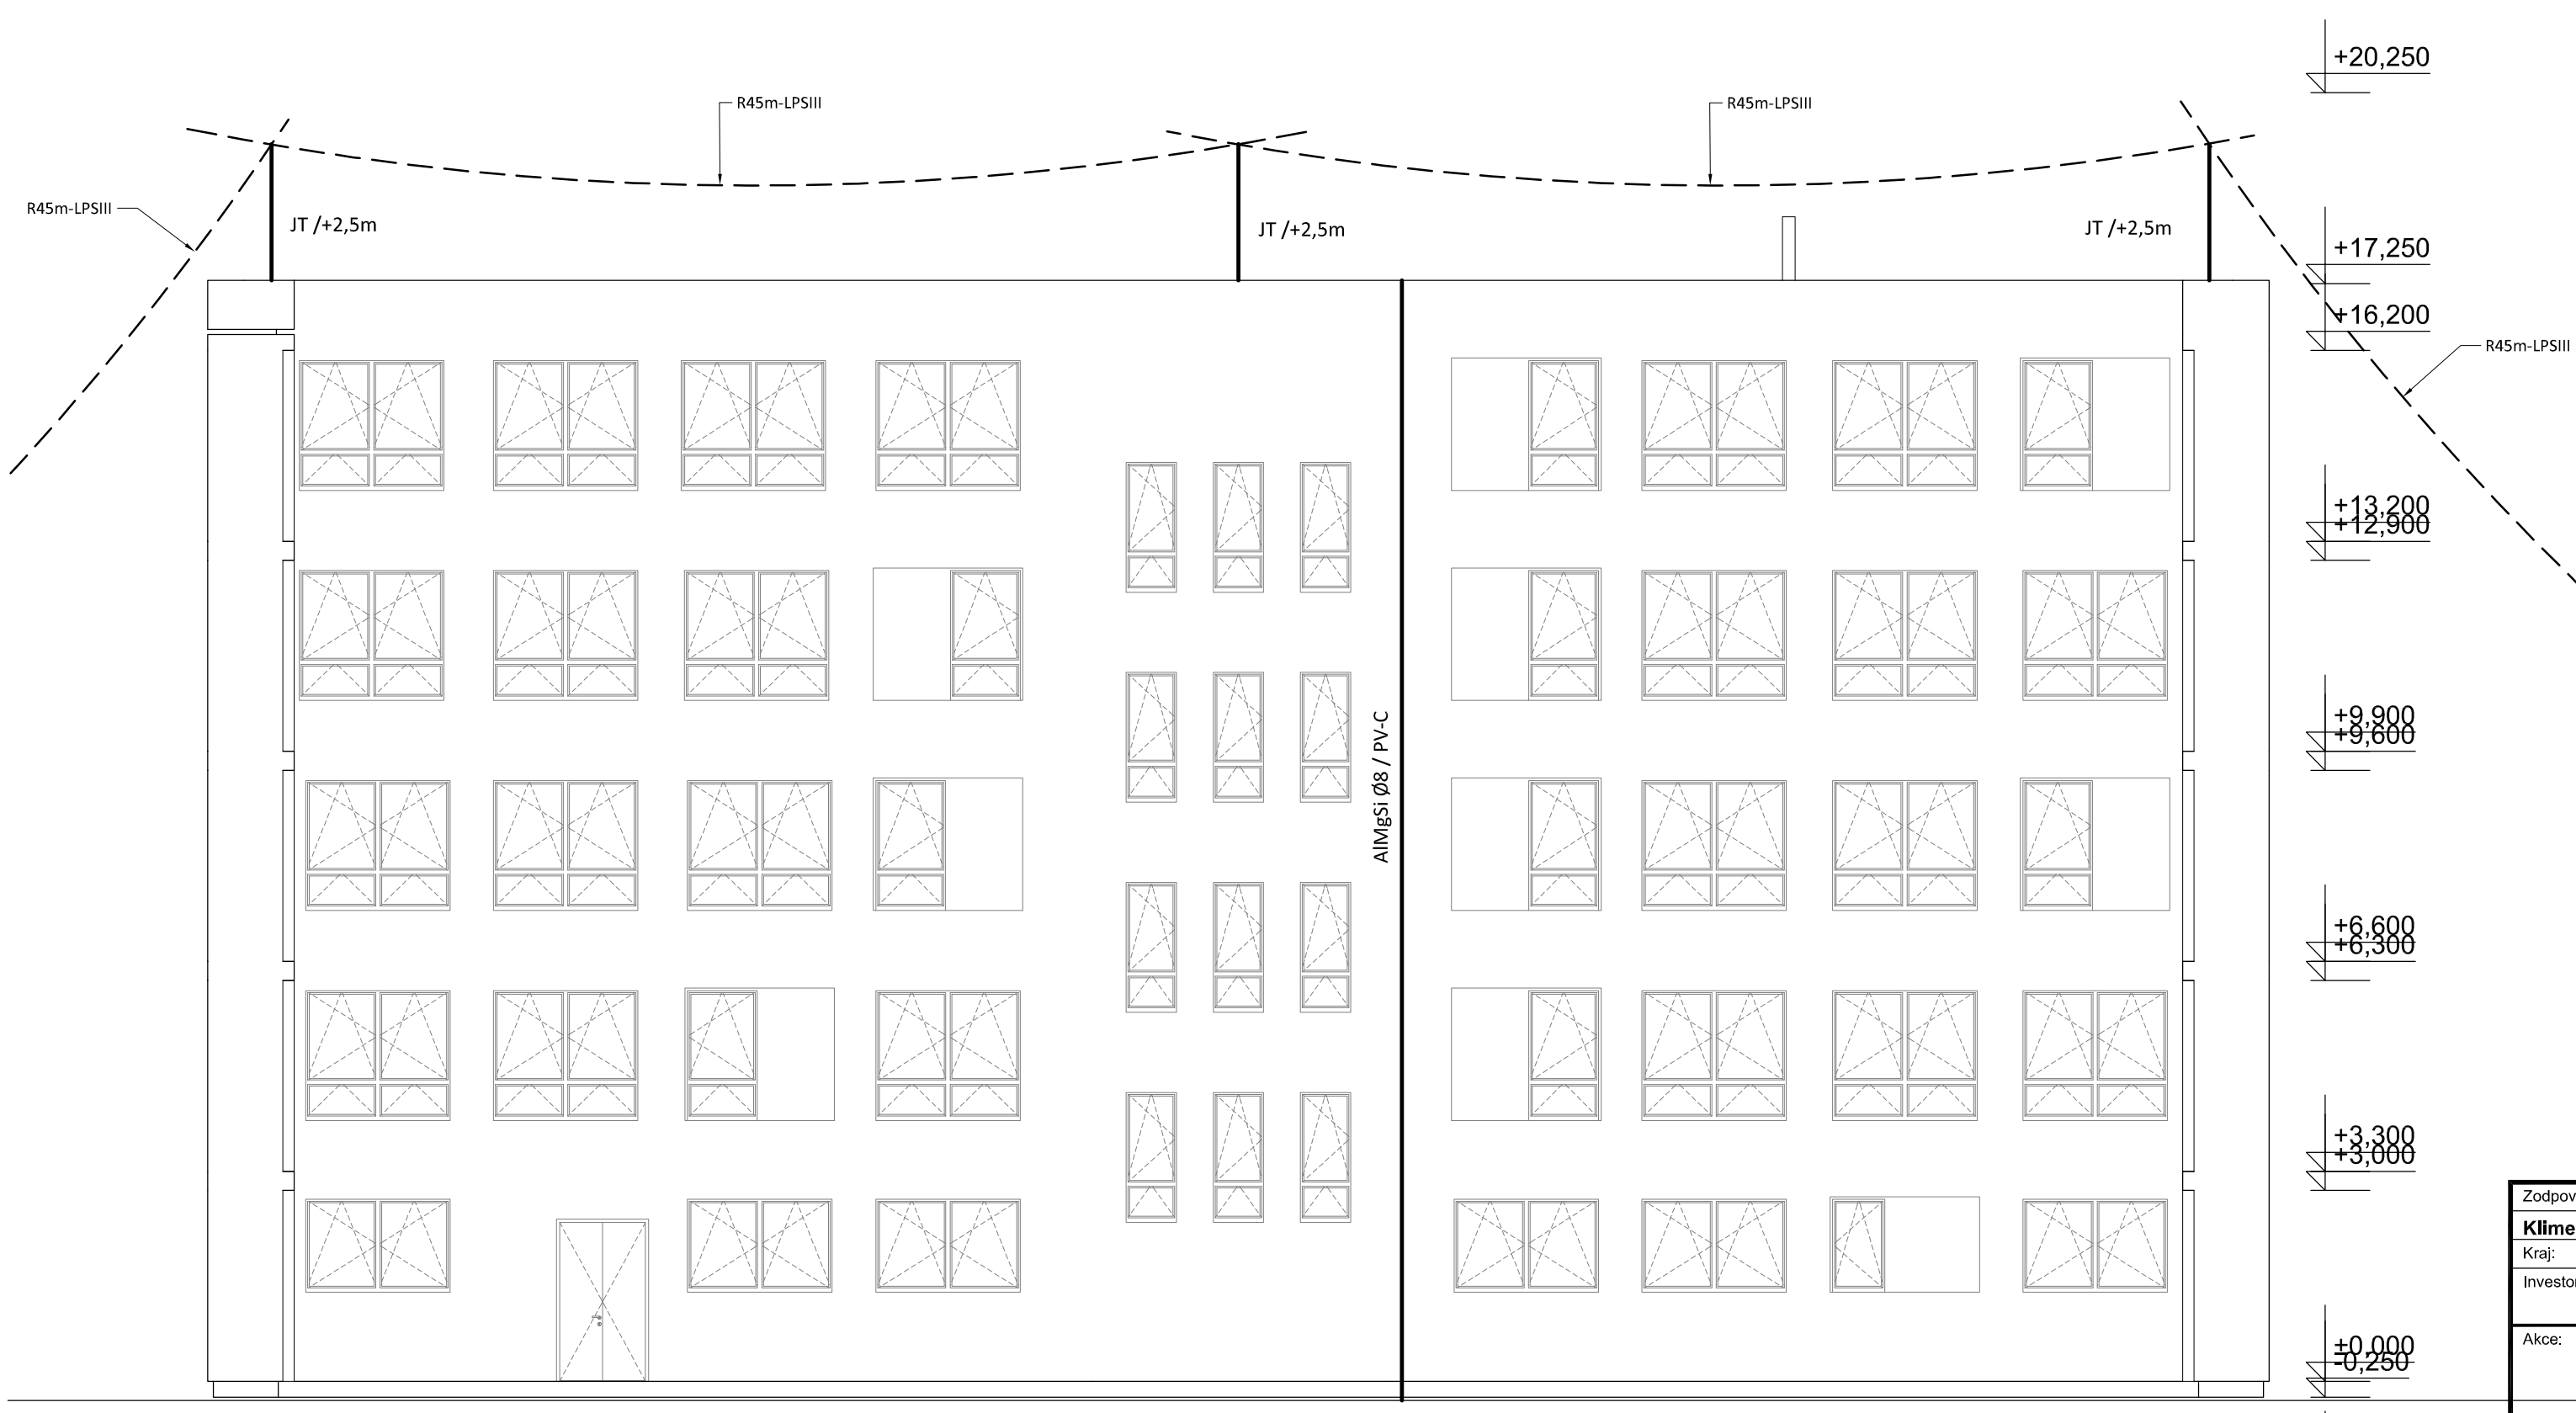 +20,250
R45m-LPSIII
R45m-LPSIII
R45m-LPSIII
JT /+2,5m
JT /+2,5m
JT /+2,5m
+17,250
+16,200
R45m-LPSIII
+13,200
+12,900
+9,900
+9,600
AlMgSi Ø8 / PV-C
+6,600
+6,300
+3,300
+3,000
Zodpov
Klime
Kraj:
Investo
Akce:
±0,000
-0,250